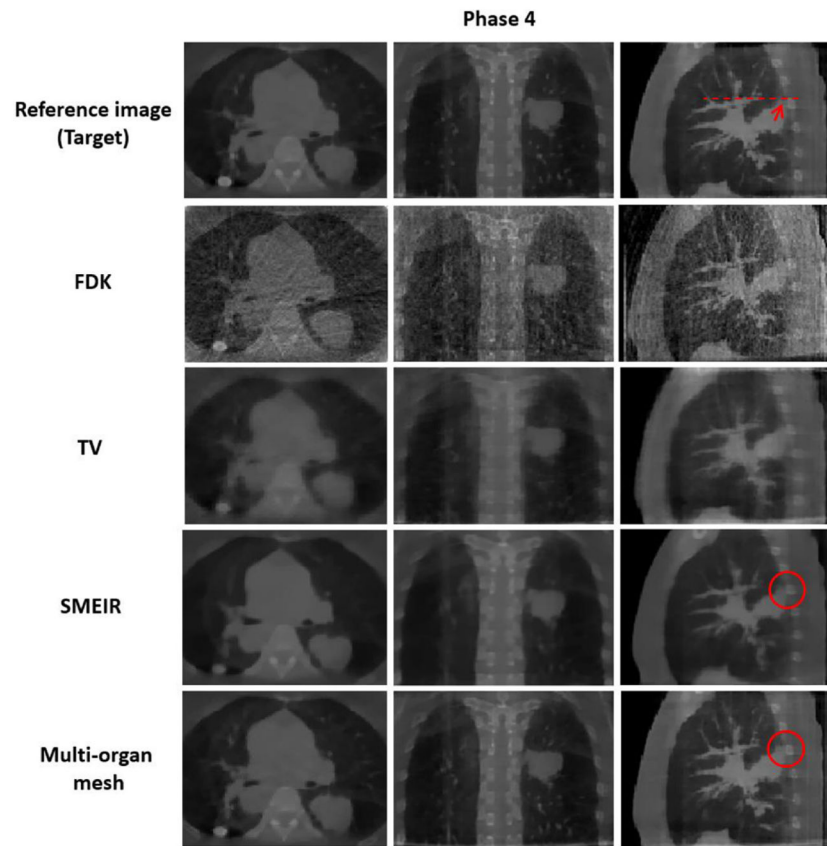 Phase 4
Reference image
(Target)
FDK
TV
SMEIR
Multi-organ
mesh